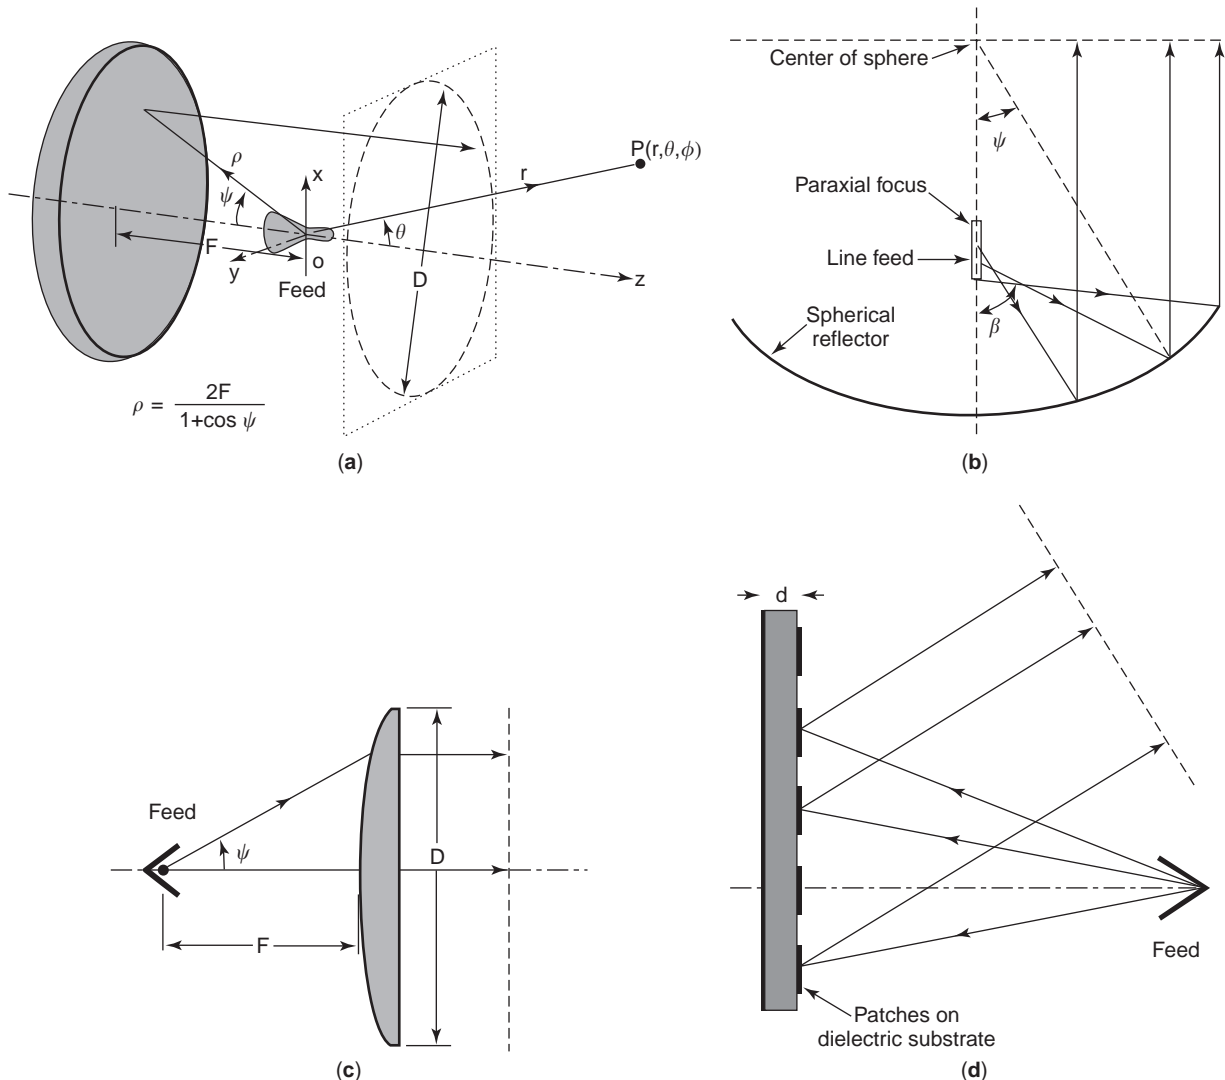 x
P(r,θ,ϕ)
ρ
r
ψ
θ
F
y
o
z
Feed
D
ρ = 2F / 1+cos ψ
(a)
Center of sphere
ψ
Paraxial focus
Line feed
β
Spherical
reflector
(b)
Feed
ψ
D
F
(c)
d
Feed
Patches on
dielectric substrate
(d)